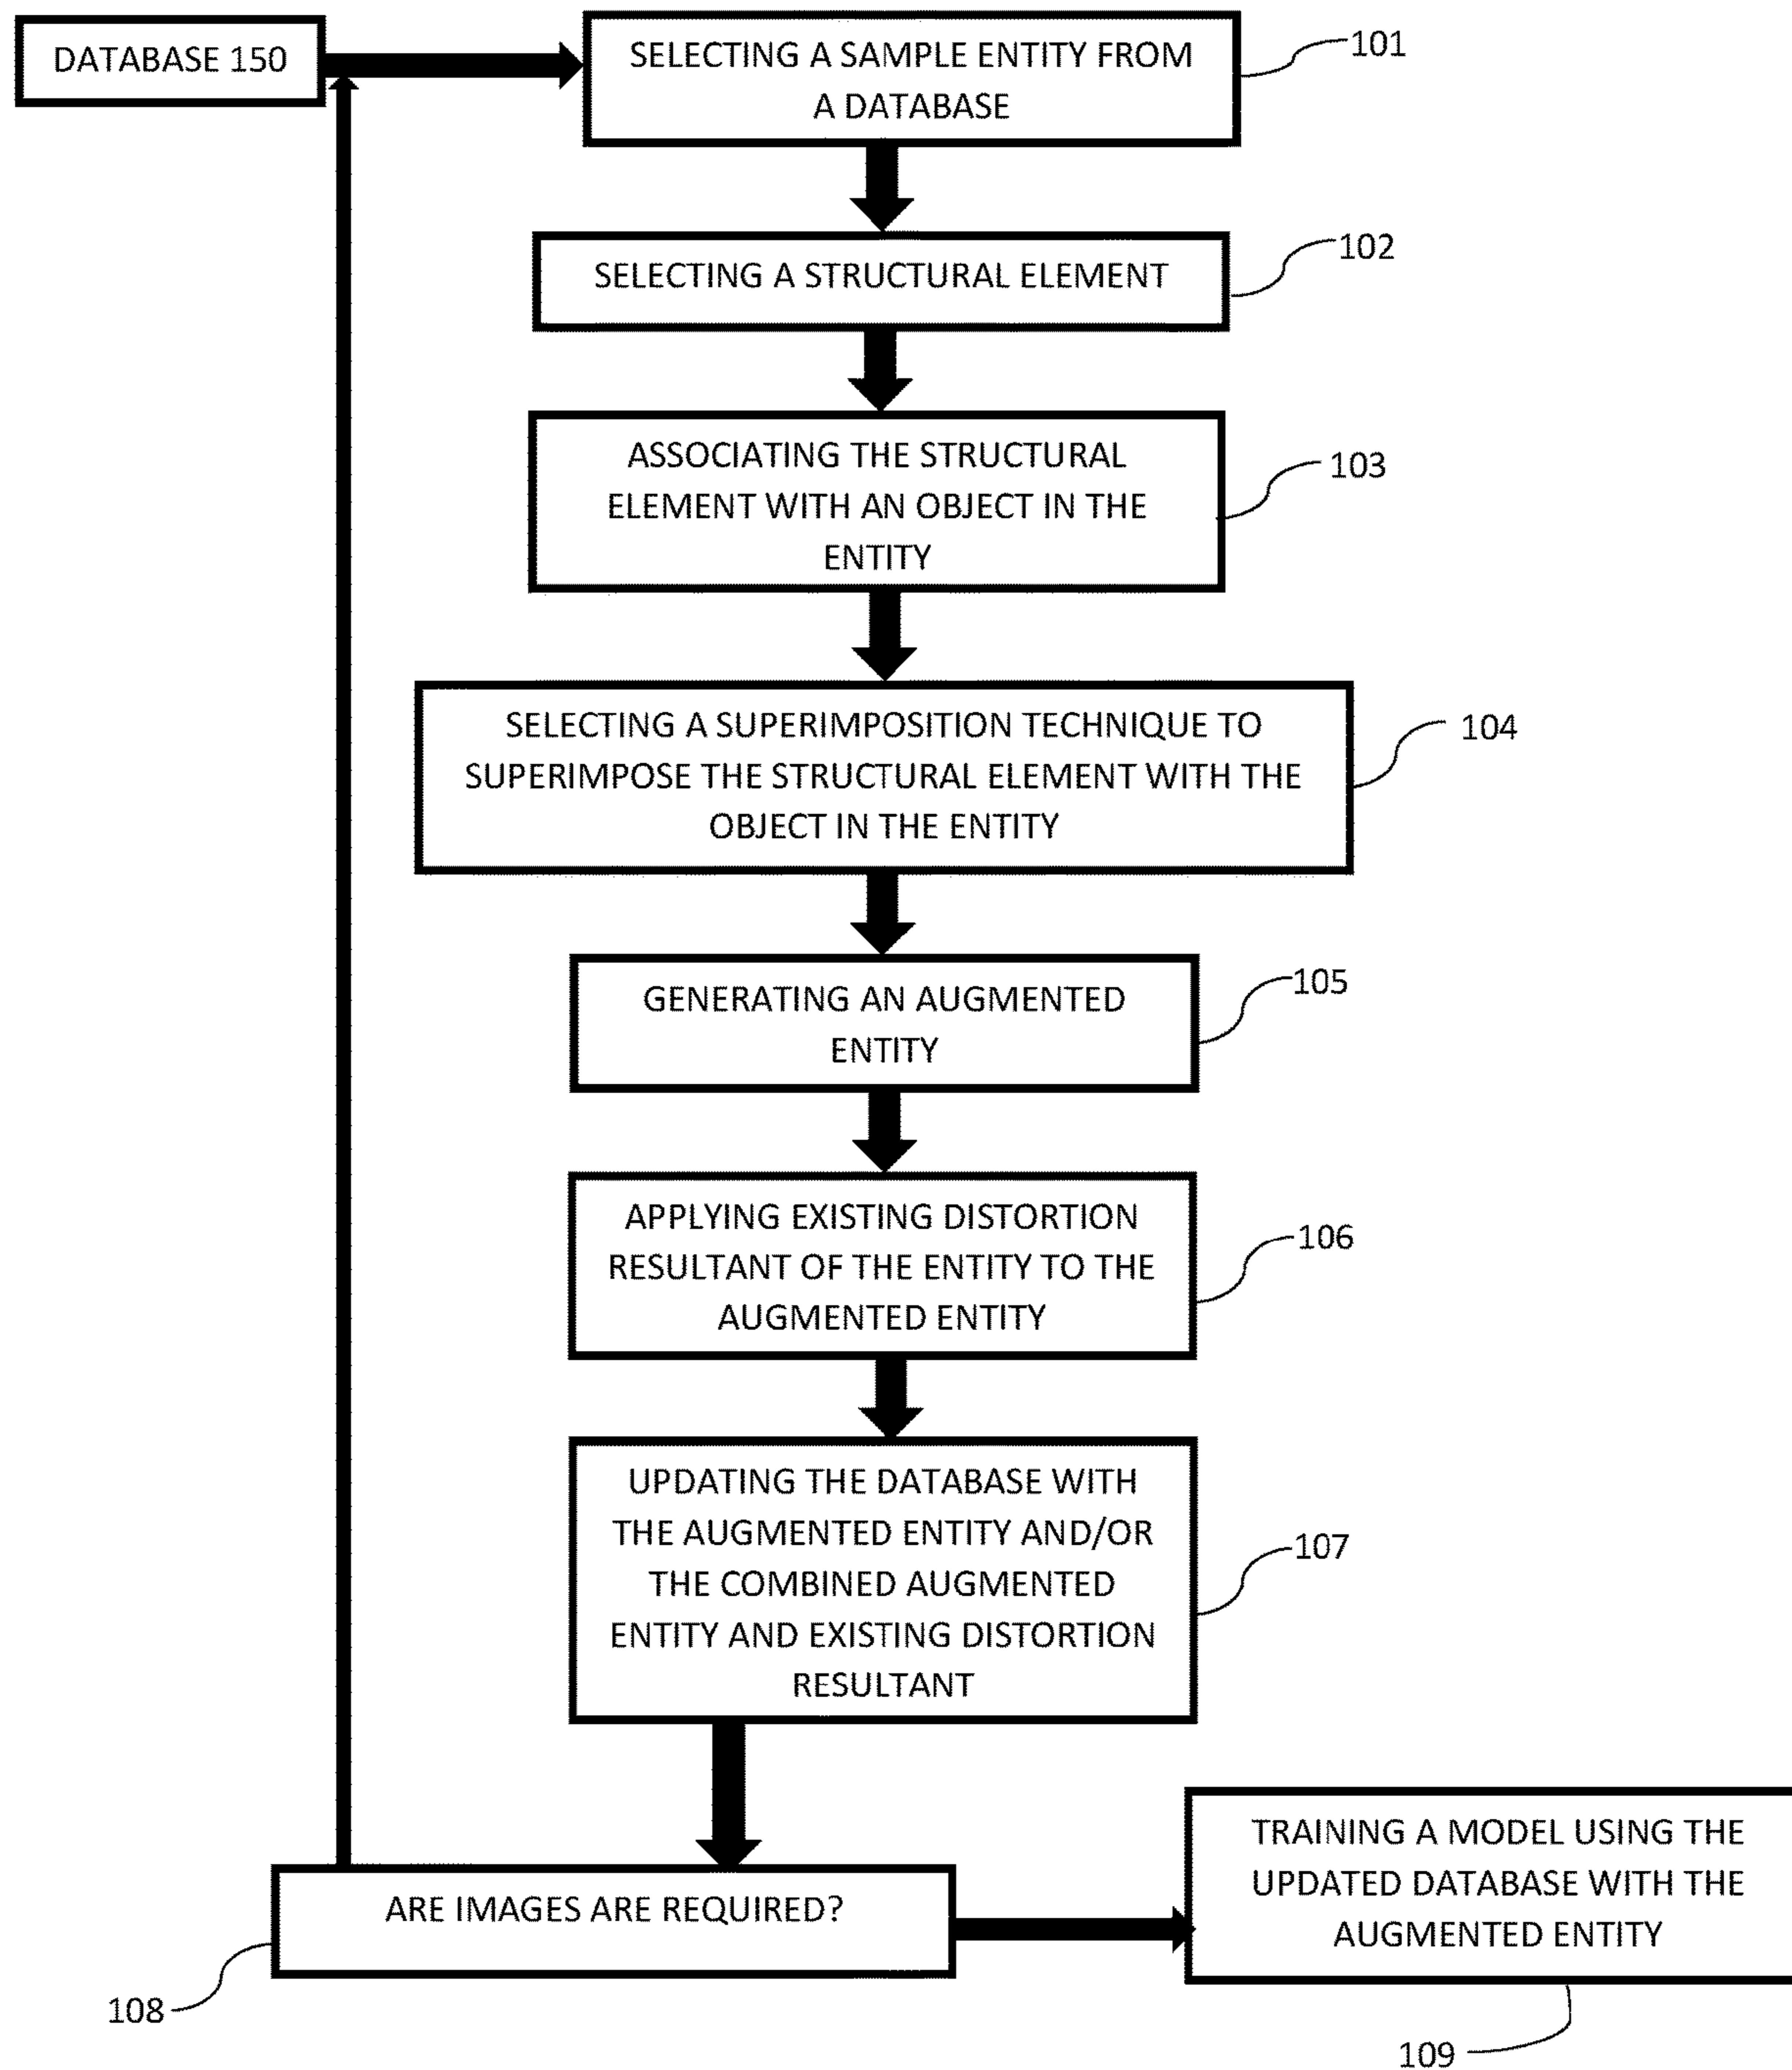 DATABASE 150
SELECTING A SAMPLE ENTITY FROM
A DATABASE
101
SELECTING A STRUCTURAL ELEMENT
102
ASSOCIATING THE STRUCTURAL
ELEMENT WITH AN OBJECT IN THE
ENTITY
103
SELECTING A SUPERIMPOSITION TECHNIQUE TO
SUPERIMPOSE THE STRUCTURAL ELEMENT WITH THE
OBJECT IN THE ENTITY
104
GENERATING AN AUGMENTED
ENTITY
105
APPLYING EXISTING DISTORTION
RESULTANT OF THE ENTITY TO THE
AUGMENTED ENTITY
106
UPDATING THE DATABASE WITH
THE AUGMENTED ENTITY AND/OR
THE COMBINED AUGMENTED
ENTITY AND EXISTING DISTORTION
RESULTANT
107
ARE IMAGES ARE REQUIRED?
108
TRAINING A MODEL USING THE
UPDATED DATABASE WITH THE
AUGMENTED ENTITY
109